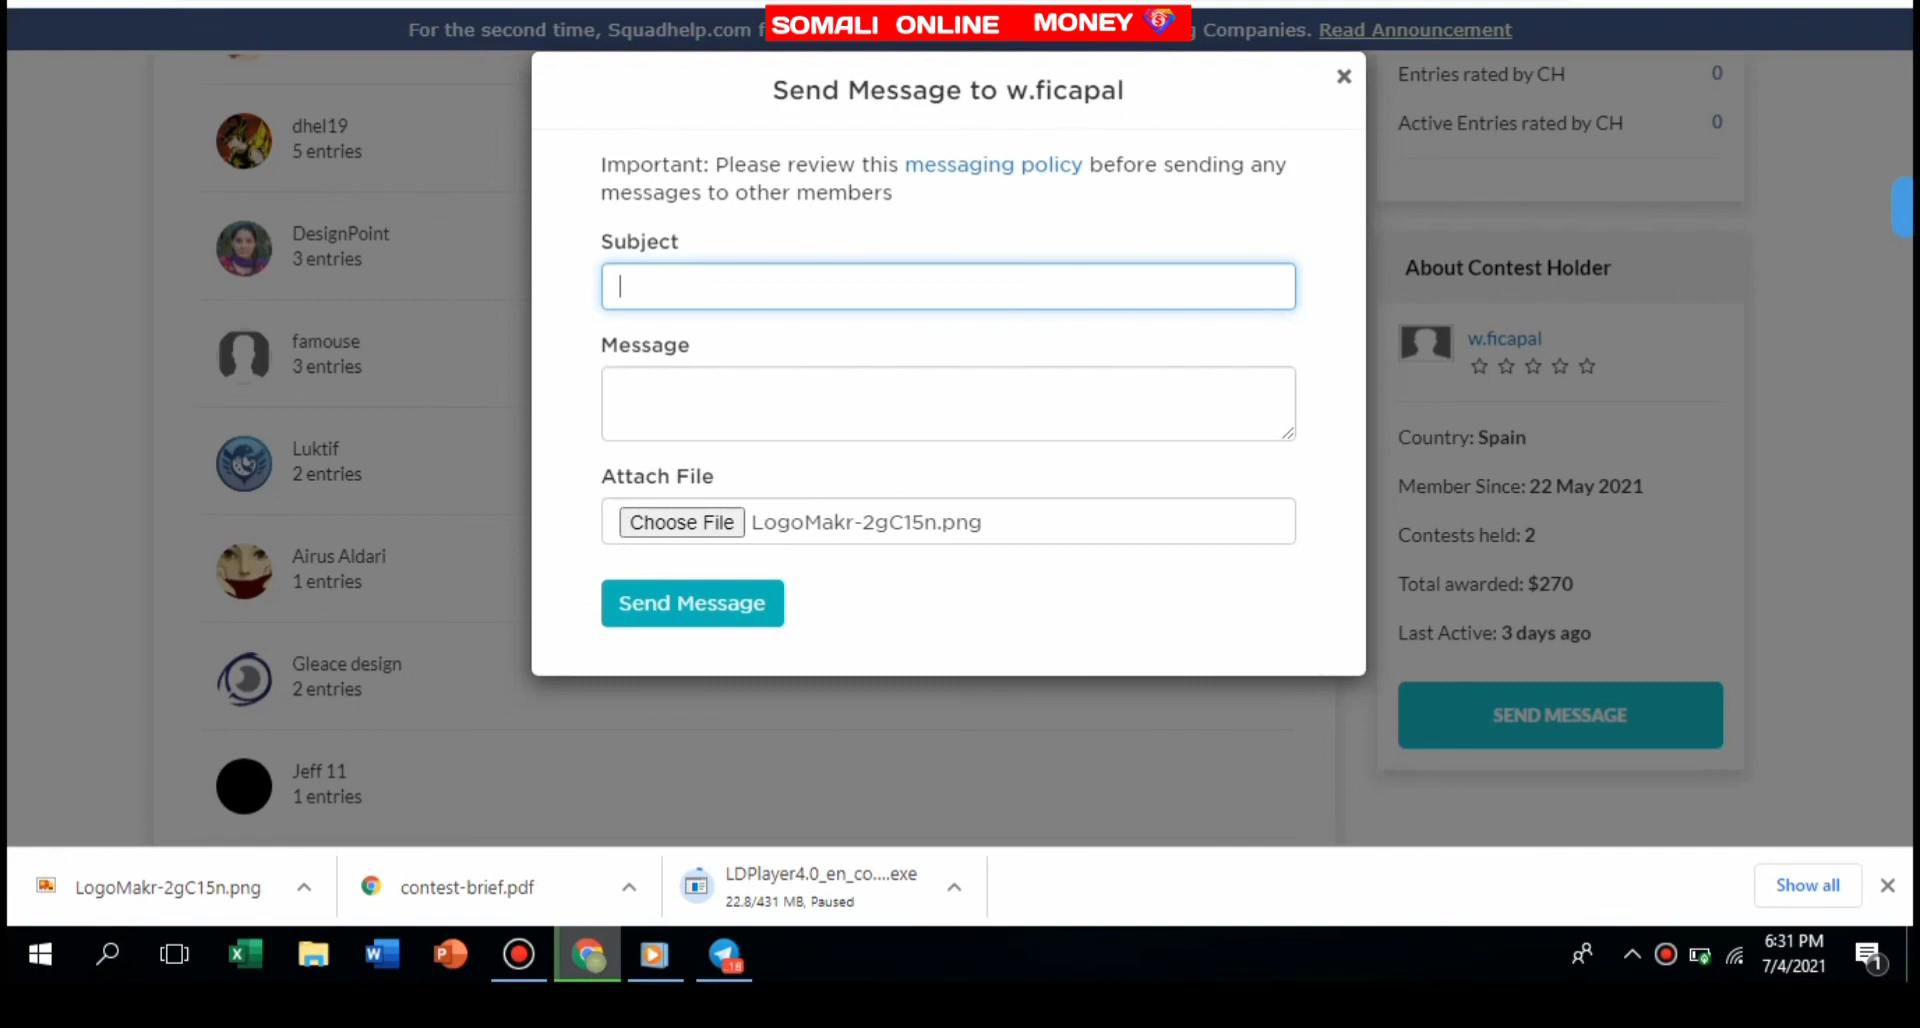 For the second time, Squadhelp.com f
SOMALI ONLINE MONEY
Companies. Read Announcement
Send Message to w.ficapal
×
Important: Please review this messaging policy before sending any
messages to other members
Subject
Message
Attach File
Choose File LogoMakr-2gC15n.png
Send Message
dhel19
5 entries
DesignPoint
3 entries
famouse
3 entries
Luktif
2 entries
Airus Aldari
1 entries
Gleace design
2 entries
Jeff 11
1 entries
Entries rated by CH 0
Active Entries rated by CH 0
About Contest Holder
w.ficapal
Country: Spain
Member Since: 22 May 2021
Contests held: 2
Total awarded: $270
Last Active: 3 days ago
SEND MESSAGE
LogoMakr-2gC15n.png
contest-brief.pdf
LDPlayer4.0_en_co....exe
22.8/431 MB, Paused
Show all
18
6:31 PM
7/4/2021
1